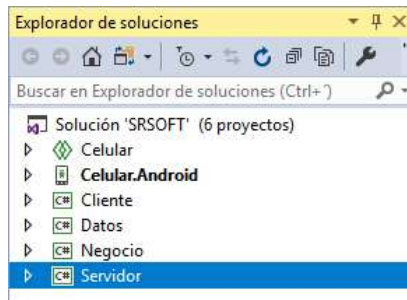 Explorador de soluciones
Buscar en Explorador de soluciones (Ctrl+´)
Solución 'SRSOFT' (6 proyectos)
Celular
Celular.Android
C# Cliente
C# Datos
C# Negocio
C# Servidor